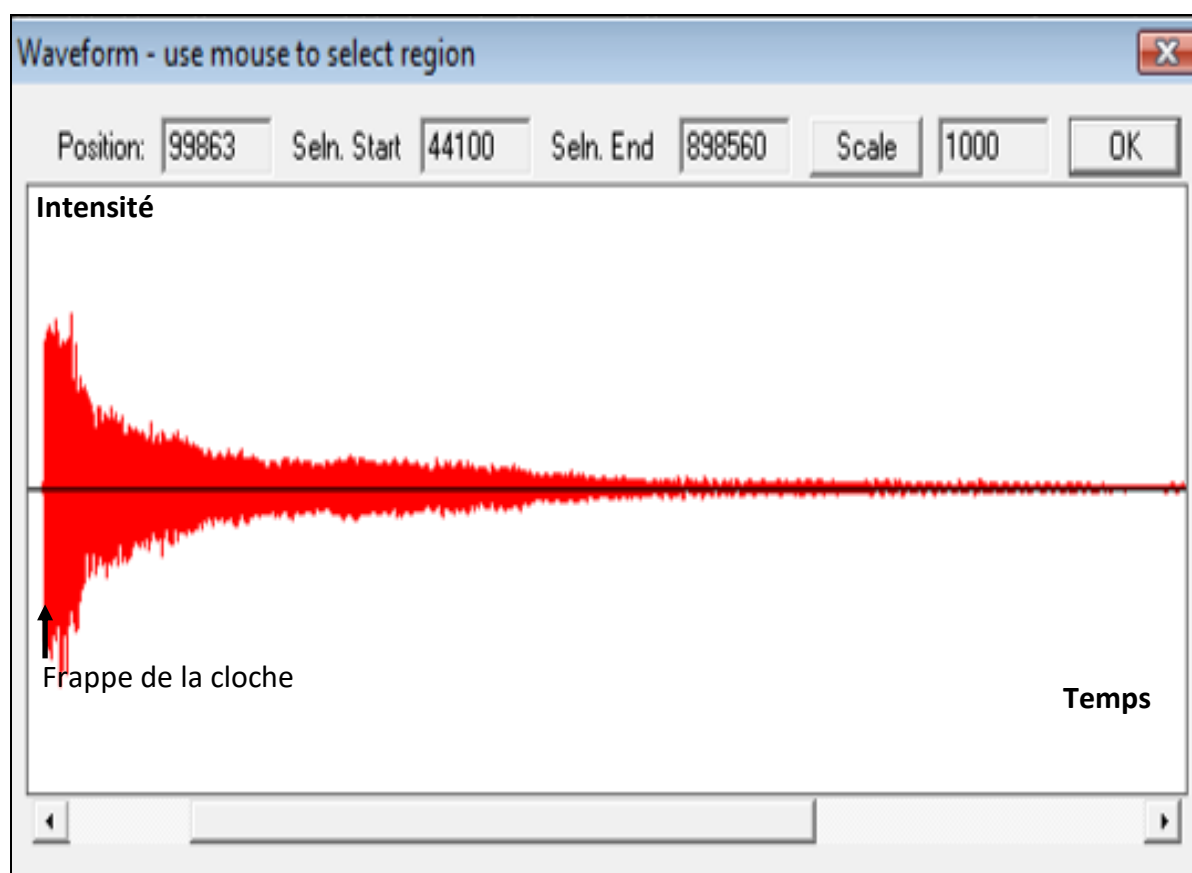 Waveform - use mouse to select region
Position: 99863 Seln. Start 44100 Seln. End 898560 Scale 1000 OK
Intensité
Frappe de la cloche
Temps